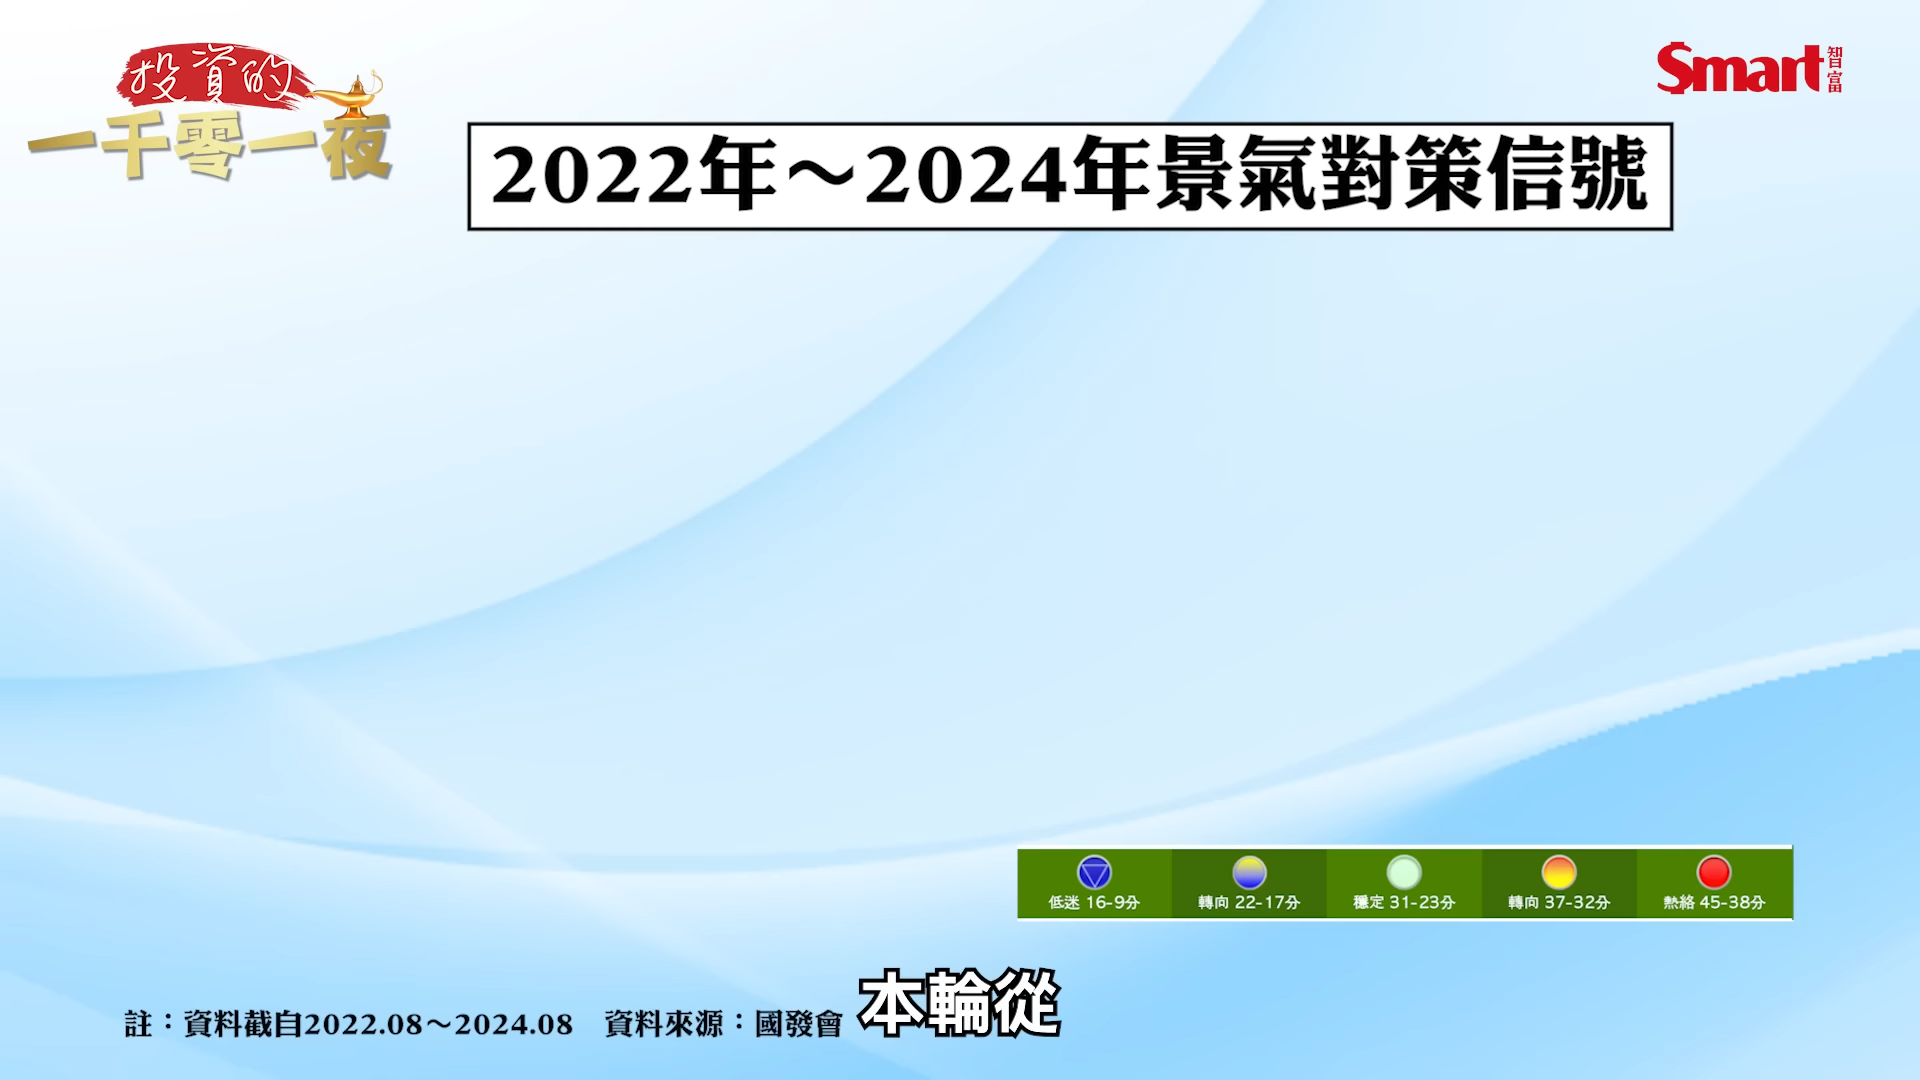 投資的
一千零一夜
Smart智富
2022年～2024年景氣對策信號
低迷 16-9分
轉向 22-17分
穩定 31-23分
轉向 37-32分
熱絡 45-38分
註：資料截自2022.08～2024.08 資料來源：國發會
本輪從